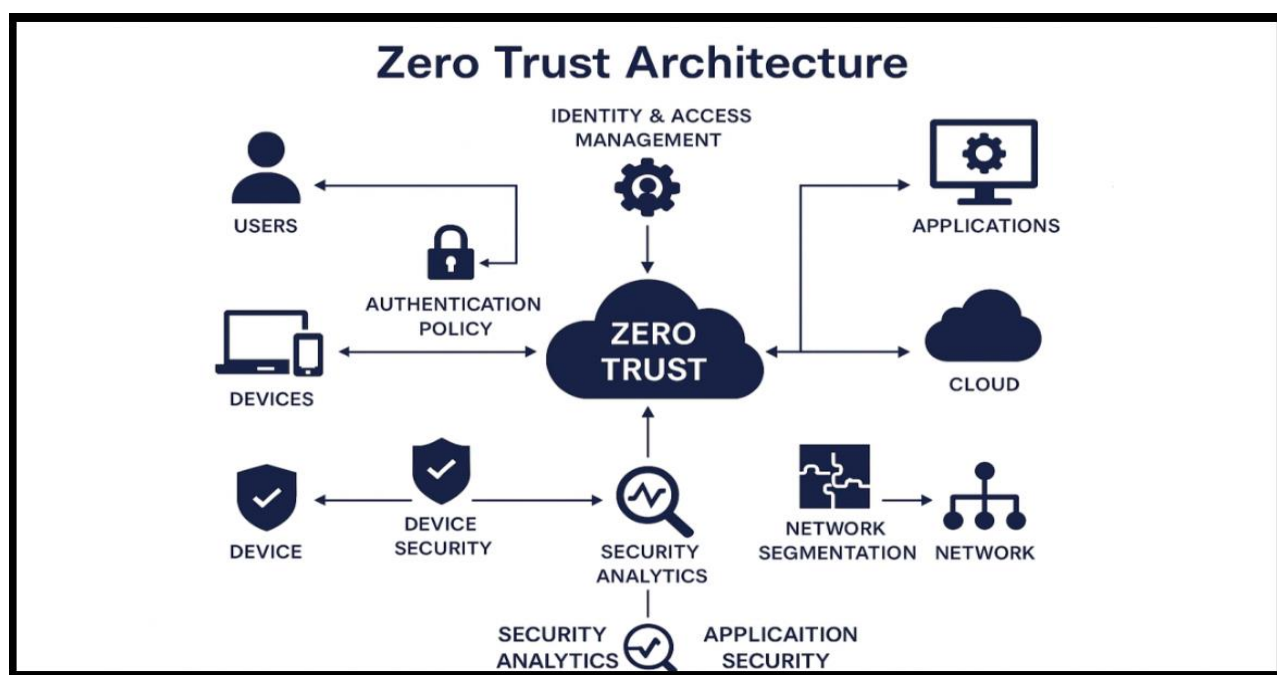 Zero Trust Architecture
IDENTITY & ACCESS
MANAGEMENT
USERS
APPLICATIONS
AUTHENTICATION
POLICY
ZERO
TRUST
DEVICES
CLOUD
DEVICE
DEVICE
SECURITY
SECURITY
ANALYTICS
NETWORK
SEGMENTATION
NETWORK
SECURITY
ANALYTICS
APPLICAITION
SECURITY